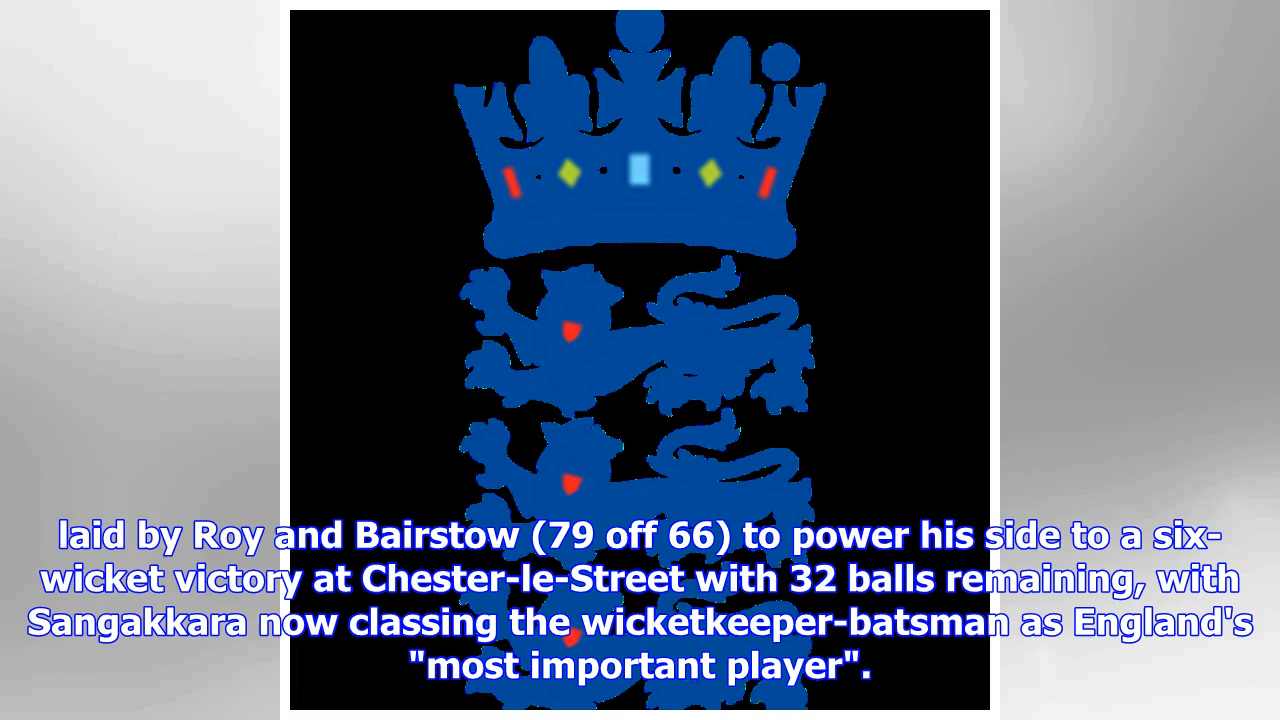 laid by Roy and Bairstow (79 off 66) to power his side to a six-
wicket victory at Chester-le-Street with 32 balls remaining, with
Sangakkara now classing the wicketkeeper-batsman as England's
"most important player".